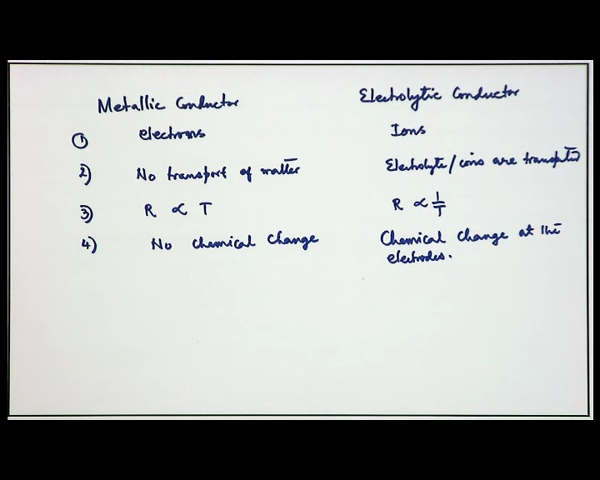 Metallic Conductor Electrolytic Conductor
① electrons Ions
2) No transport of matter Electrolyte/ions are transpted
3) R ∝ T R ∝ 1/T
4) No chemical change Chemical change at the
electrodes.